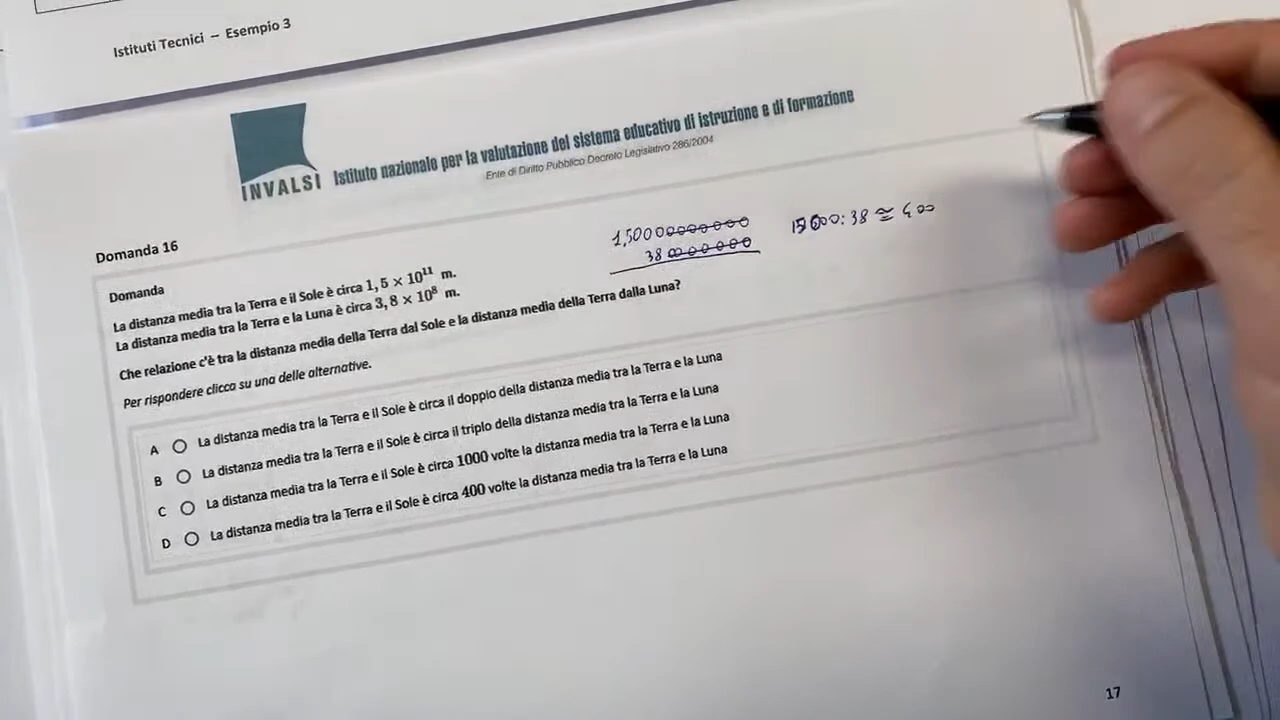 Istituti Tecnici – Esempio 3
INVALSI Istituto nazionale per la valutazione del sistema educativo di istruzione e di formazione
Ente di Diritto Pubblico Decreto Legislativo 286/2004
Domanda 16
Domanda
La distanza media tra la Terra e il Sole è circa 1,5 × 10¹¹ m.
La distanza media tra la Terra e la Luna è circa 3,8 × 10⁸ m.
Che relazione c'è tra la distanza media della Terra dal Sole e la distanza media della Terra dalla Luna?
Per rispondere clicca su una delle alternative.
A La distanza media tra la Terra e il Sole è circa il doppio della distanza media tra la Terra e la Luna
B La distanza media tra la Terra e il Sole è circa il triplo della distanza media tra la Terra e la Luna
C La distanza media tra la Terra e il Sole è circa 1000 volte la distanza media tra la Terra e la Luna
D La distanza media tra la Terra e il Sole è circa 400 volte la distanza media tra la Terra e la Luna
: 38 ≅ 400
17